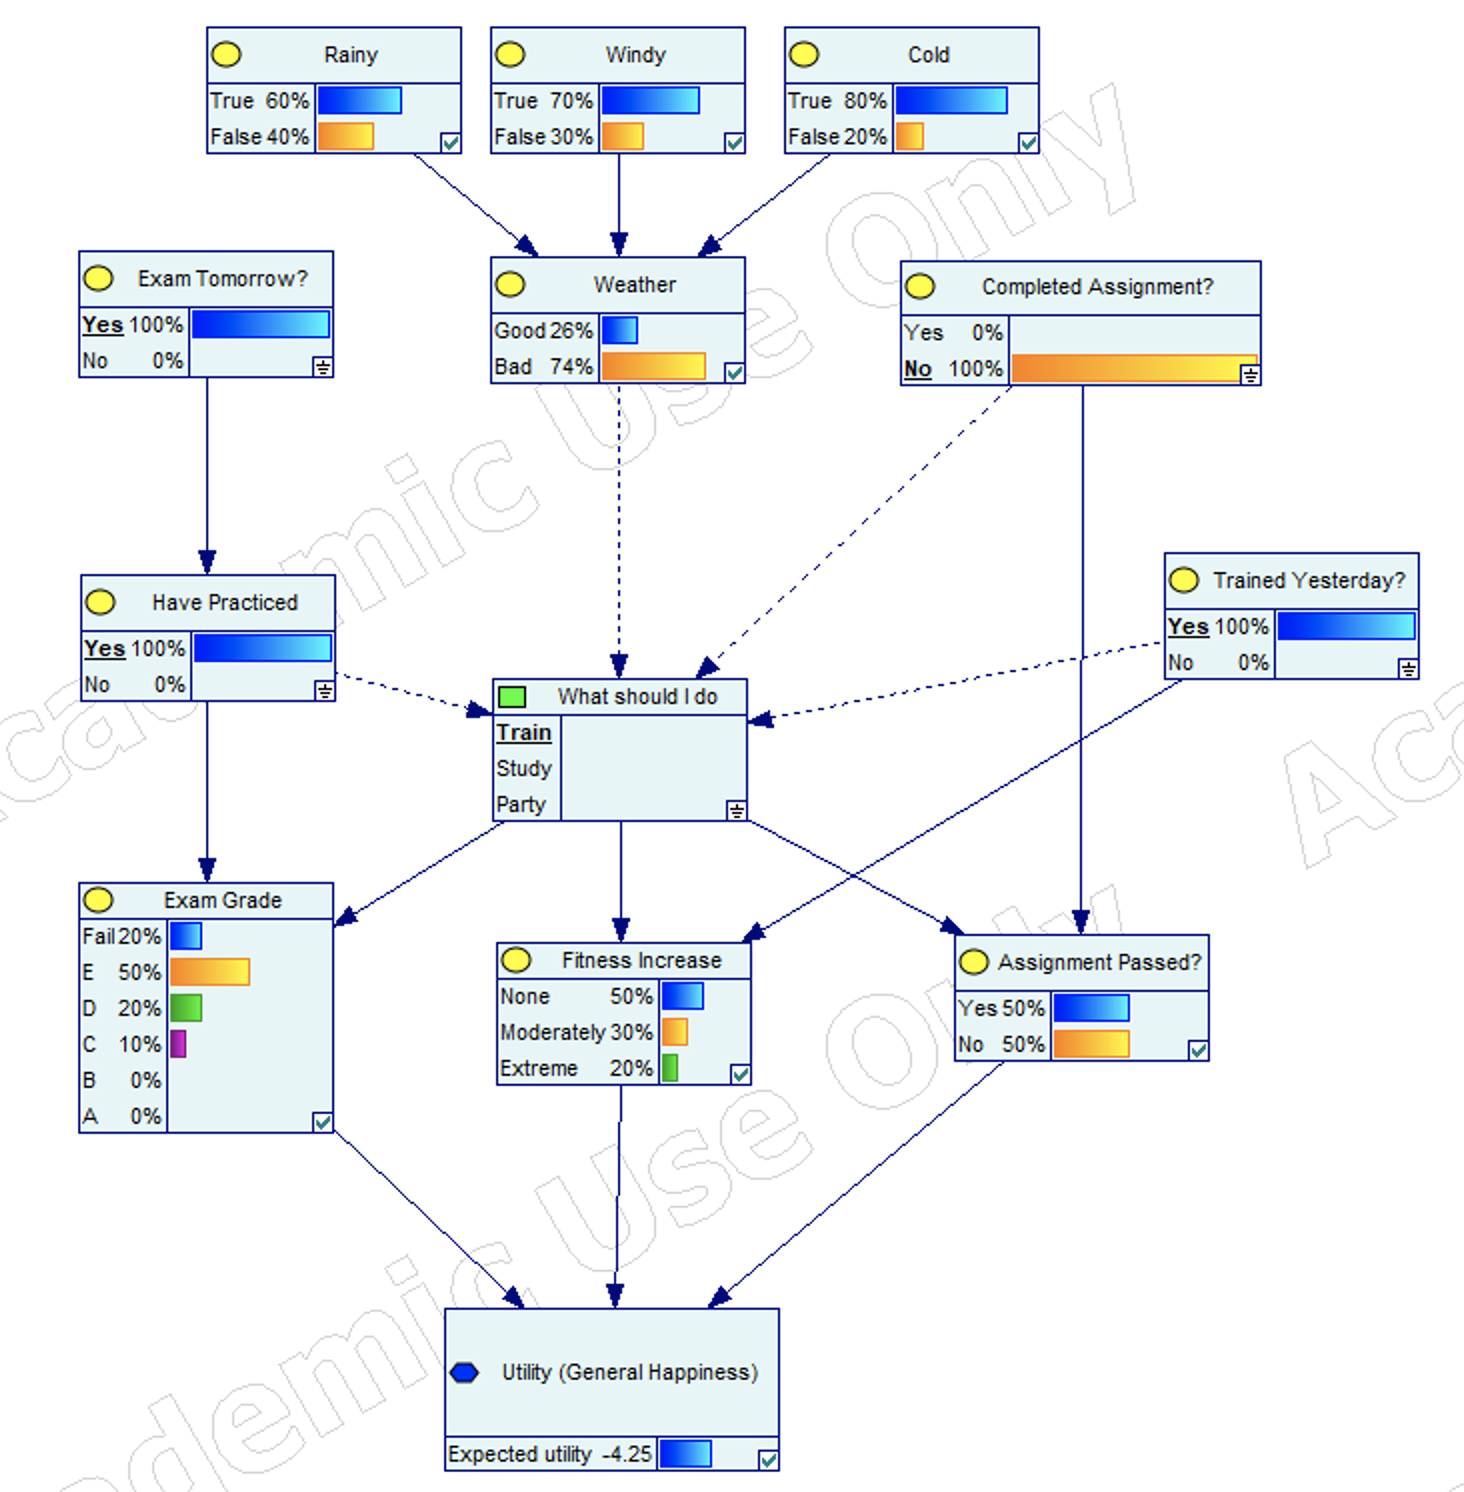 Rainy
True 60%
False 40%
Windy
True 70%
False 30%
Cold
True 80%
False 20%
Exam Tomorrow?
Yes 100%
No 0%
Weather
Good 26%
Bad 74%
Completed Assignment?
Yes 0%
No 100%
Have Practiced
Yes 100%
No 0%
Trained Yesterday?
Yes 100%
No 0%
What should I do
Train
Study
Party
Exam Grade
Fail 20%
E 50%
D 20%
C 10%
B 0%
A 0%
Fitness Increase
None 50%
Moderately 30%
Extreme 20%
Assignment Passed?
Yes 50%
No 50%
Utility (General Happiness)
Expected utility -4.25
Academic Use Only
Academic Use Only
Aca